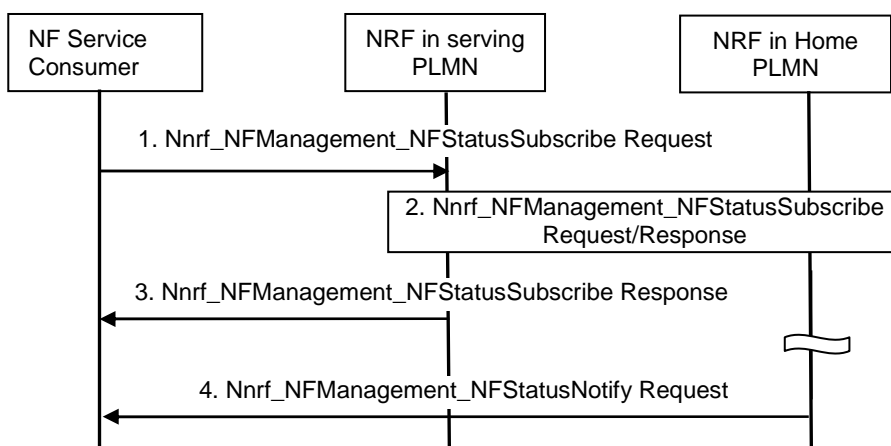 NF Service
Consumer
NRF in serving
PLMN
NRF in Home
PLMN
1. Nnrf_NFManagement_NFStatusSubscribe Request
2. Nnrf_NFManagement_NFStatusSubscribe
Request/Response
3. Nnrf_NFManagement_NFStatusSubscribe Response
4. Nnrf_NFManagement_NFStatusNotify Request